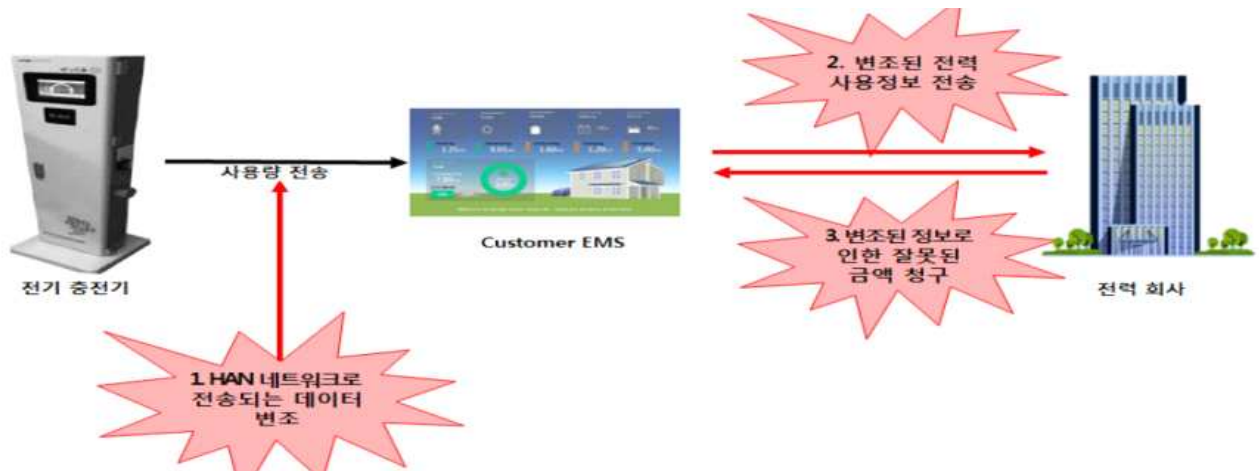 2. 변조된 전력
사용정보 전송
사용량 전송
Customer EMS
3. 변조된 정보로
인한 잘못된
금액 청구
전기 충전기
전력 회사
1. HAN 네트워크로
전송되는 데이터
변조